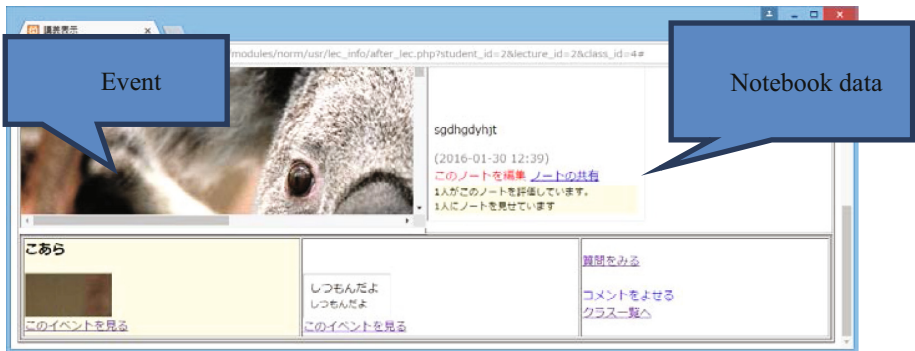 講義表示
Event
/modules/norm/usr/lec_info/after_lec.php?student_id=2&lecture_id=2&class_id=4#
Notebook data
sgdhgdyhjt
(2016-01-30 12:39)
このノートを編集 ノートの共有
1人がこのノートを評価しています。
1人にノートを見せています
こあら
このイベントを見る
しつもんだよ
しつもんだよ
このイベントを見る
質問をみる
コメントをよせる
クラス一覧へ